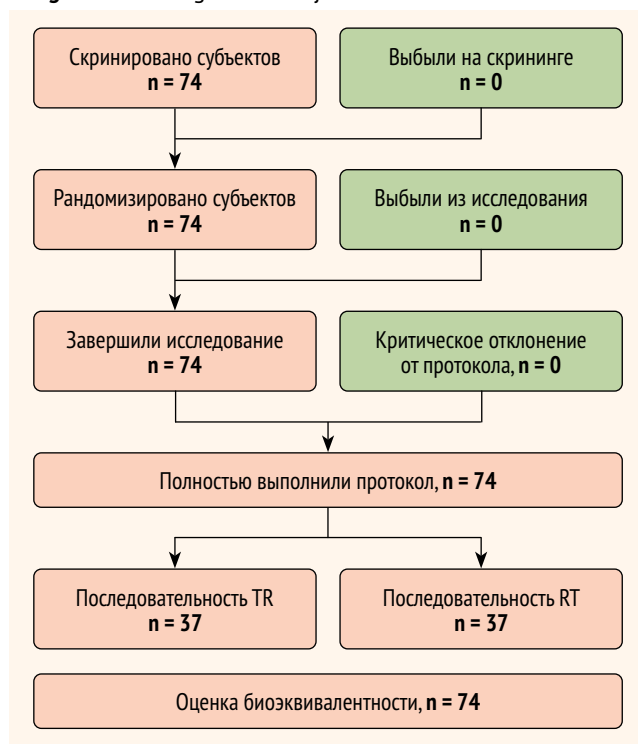 Скринировано субъектов
n = 74
Выбыли на скрининге
n = 0
Рандомизировано субъектов
n = 74
Выбыли из исследования
n = 0
Завершили исследование
n = 74
Критическое отклонение
от протокола, n = 0
Полностью выполнили протокол, n = 74
Последовательность TR
n = 37
Последовательность RT
n = 37
Оценка биоэквивалентности, n = 74